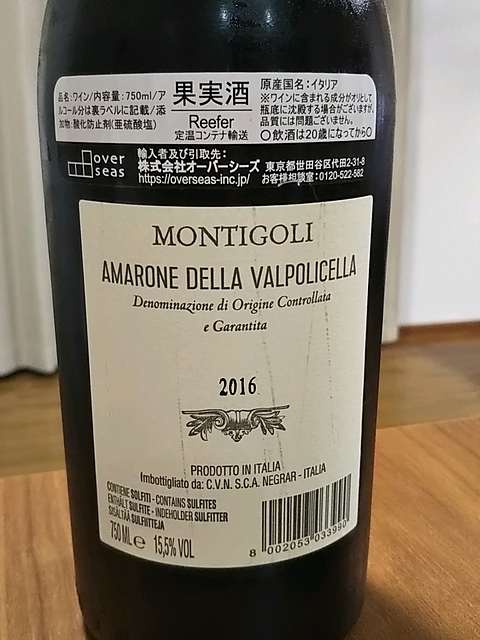 品名:ワイン/内容量:750ml/ア
ルコール分は裏ラベルに記載/添
加物:酸化防止剤(亜硫酸塩)
果実酒
Reefer
定温コンテナ輸送
原産国名:イタリア
※ワインに含まれる成分がオリとして
瓶底に沈殿する場合がございますが、
品質には問題ございません。
○飲酒は20歳になってから○
over
seas
輸入者及び引取先:
株式会社オーバーシーズ 東京都世田谷区代田2-31-8
https://overseas-inc.jp/ お客様相談室:0120-522-582
MONTIGOLI
AMARONE DELLA VALPOLICELLA
Denominazione di Origine Controllata
e Garantita
2016
PRODOTTO IN ITALIA
Imbottigliato da: C.V.N. S.C.A. NEGRAR - ITALIA
CONTIENE SOLFITI - CONTAINS SULFITES
ENTHÄLT SULFITE - INDEHOLDER SULFITTER
SISÄLTÄÄ SULFIITTEJA
750 ML e 15,5% VOL
8 002053 033990